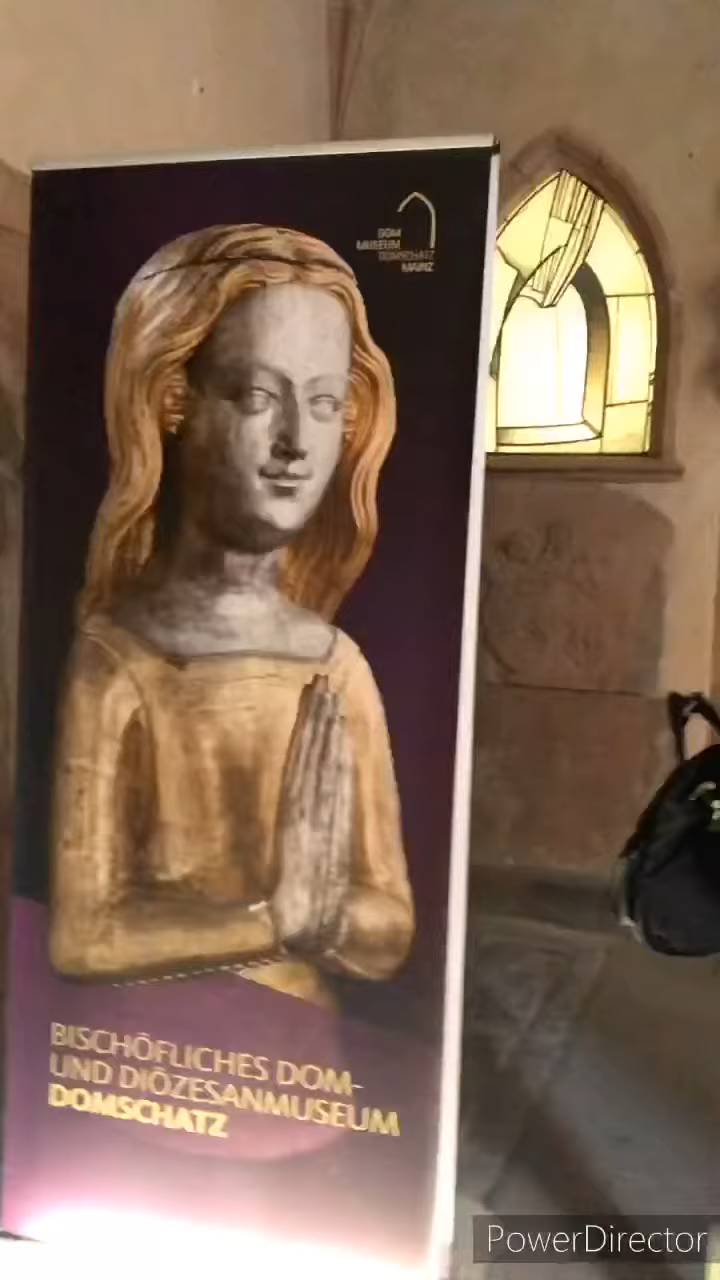 DOM
MUSEUM
DOMSCHATZ
MAINZ
BISCHÖFLICHES DOM-
UND DIÖZESANMUSEUM
DOMSCHATZ
PowerDirector